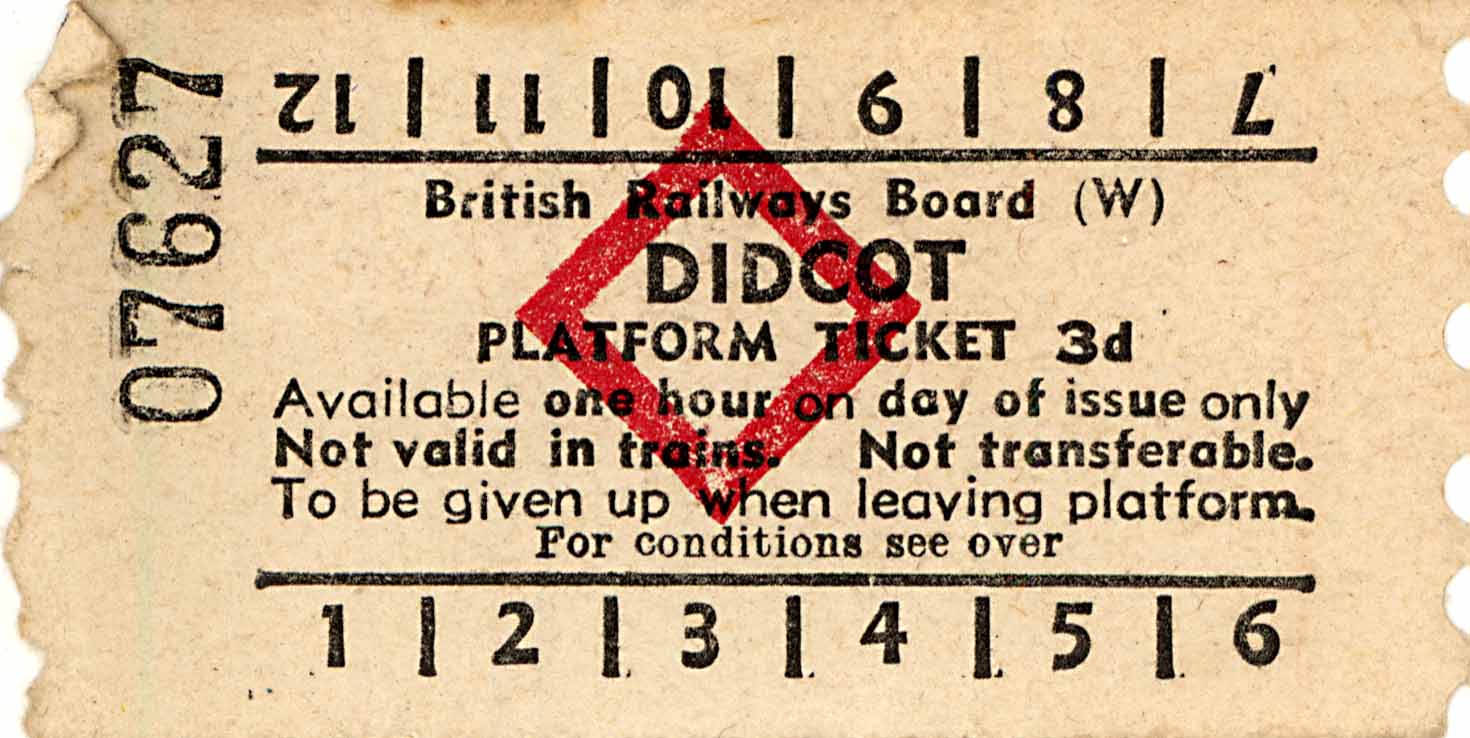 12 | 11 | 10 | 9 | 8 | 7
British Railways Board (W)
DIDCOT
PLATFORM TICKET 3d
Available one hour on day of issue only
Not valid in trains. Not transferable.
To be given up when leaving platform.
For conditions see over
1 | 2 | 3 | 4 | 5 | 6
07627